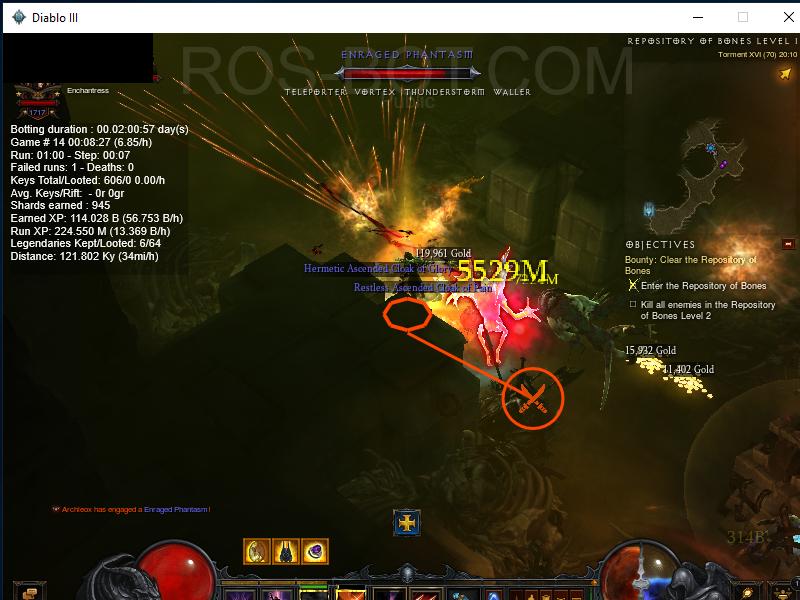 Diablo III
REPOSITORY OF BONES LEVEL 1
Torment XVI (70) 20:10
ENRAGED PHANTASM
TELEPORTER VORTEX THUNDERSTORM WALLER
Enchantress
1717
Botting duration : 00.02:00:57 day(s)
Game # 14 00:08:27 (6.85/h)
Run: 01:00 - Step: 00:07
Failed runs: 1 - Deaths: 0
Keys Total/Looted: 606/0 0.00/h
Avg. Keys/Rift: - 0r 0gr
Shards earned : 945
Earned XP: 114.028 B (56.753 B/h)
Run XP: 224.550 M (13.369 B/h)
Legendaries Kept/Looted: 6/64
Distance: 121.802 Ky (34mi/h)
OBJECTIVES
Bounty: Clear the Repository of
Bones
Enter the Repository of Bones
Kill all enemies in the Repository
of Bones Level 2
119,961 Gold
Hermetic Ascended Cloak of Glory
5529M
Restless Ascended Cloak of Pain
15,932 Gold
11,402 Gold
Archleox has engaged a Enraged Phantasm!
314B